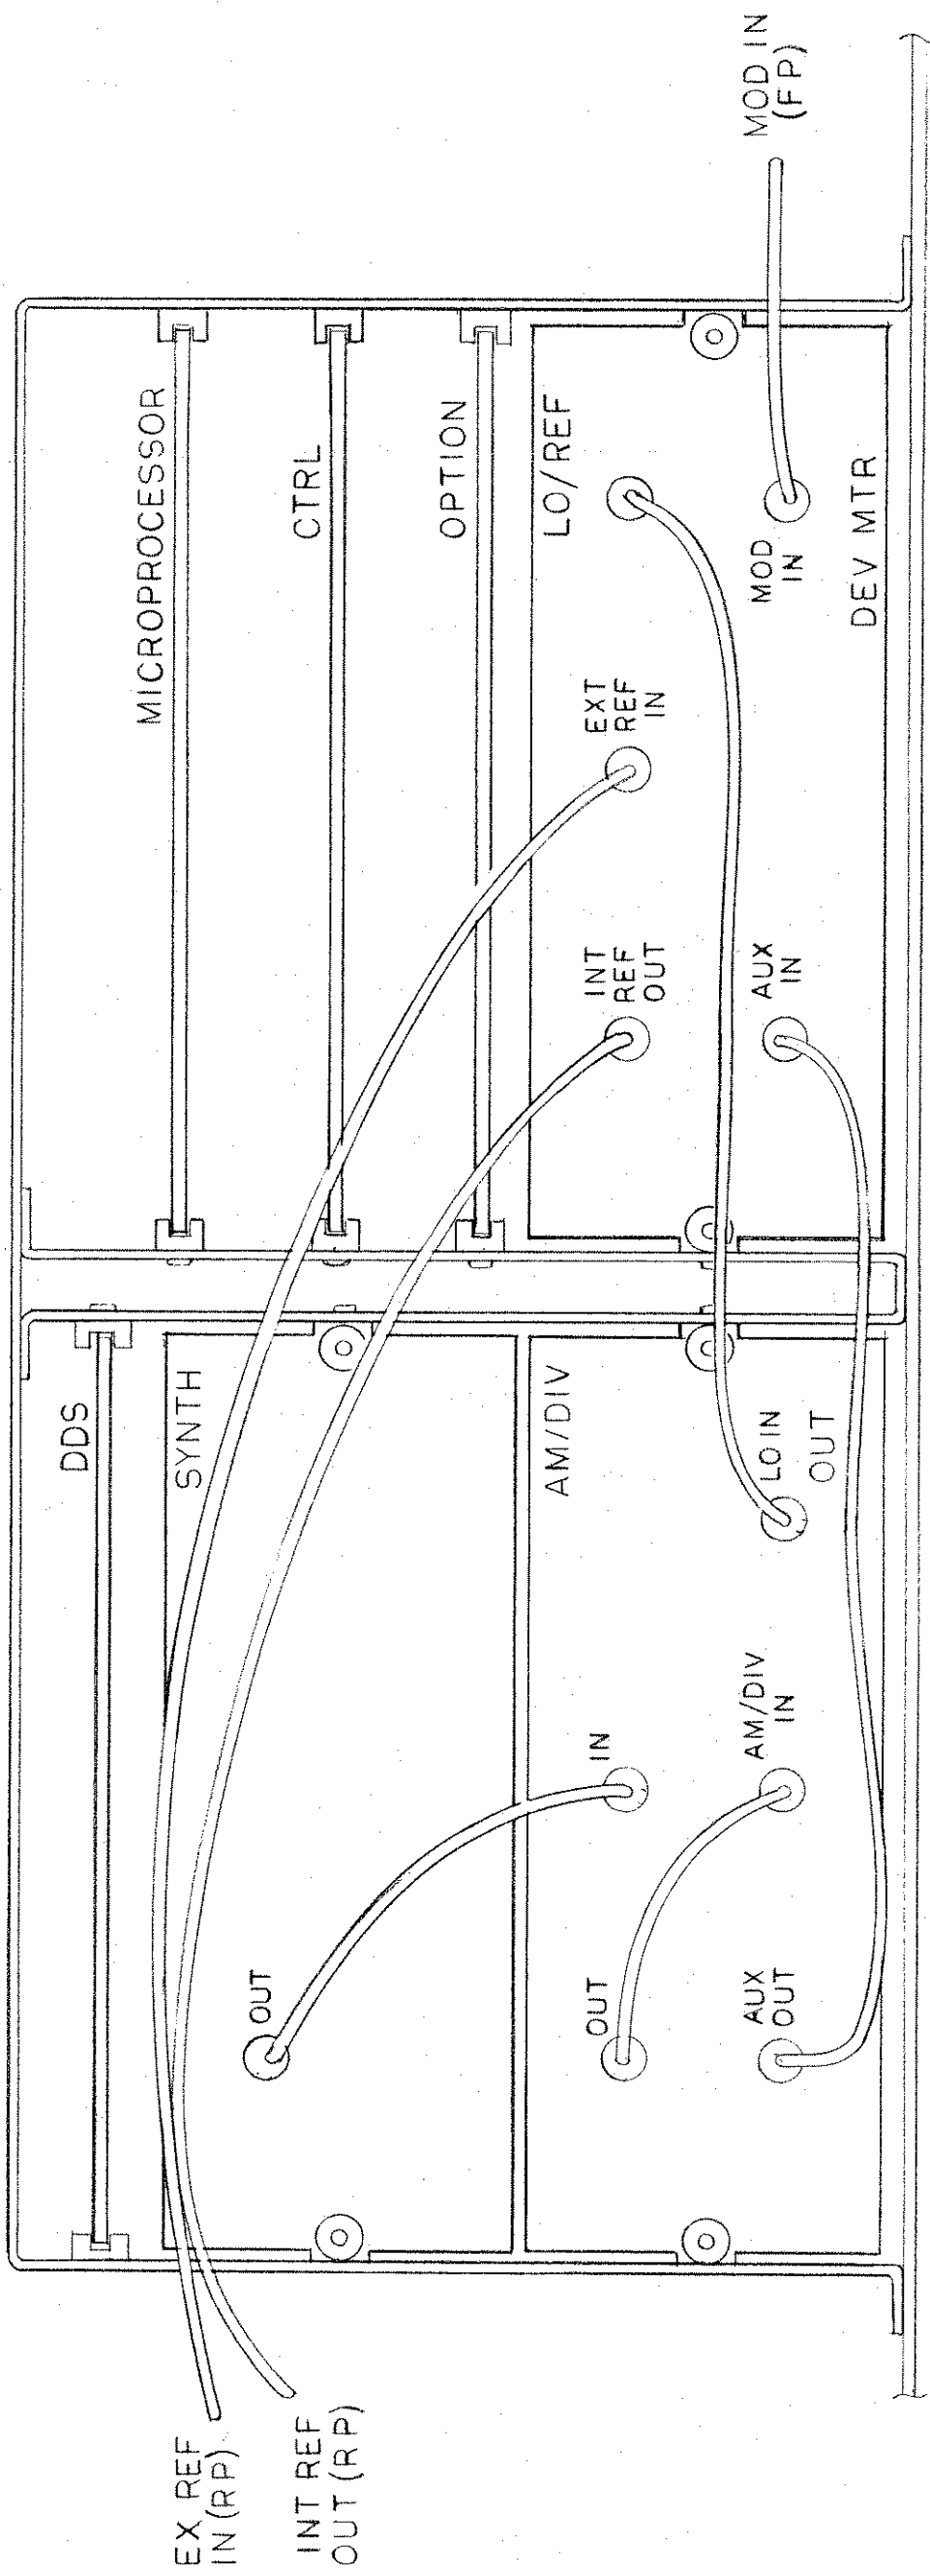 EX REF
IN (RP)
INT REF
OUT (RP)
DDS
SYNTH
OUT
AM/DIV
IN
OUT
AM/DIV
IN
AUX
OUT
LO IN
OUT
MICROPROCESSOR
CTRL
OPTION
LO/REF
EXT
REF
IN
INT
REF
OUT
AUX
IN
MOD
IN
DEV MTR
MOD IN
(FP)